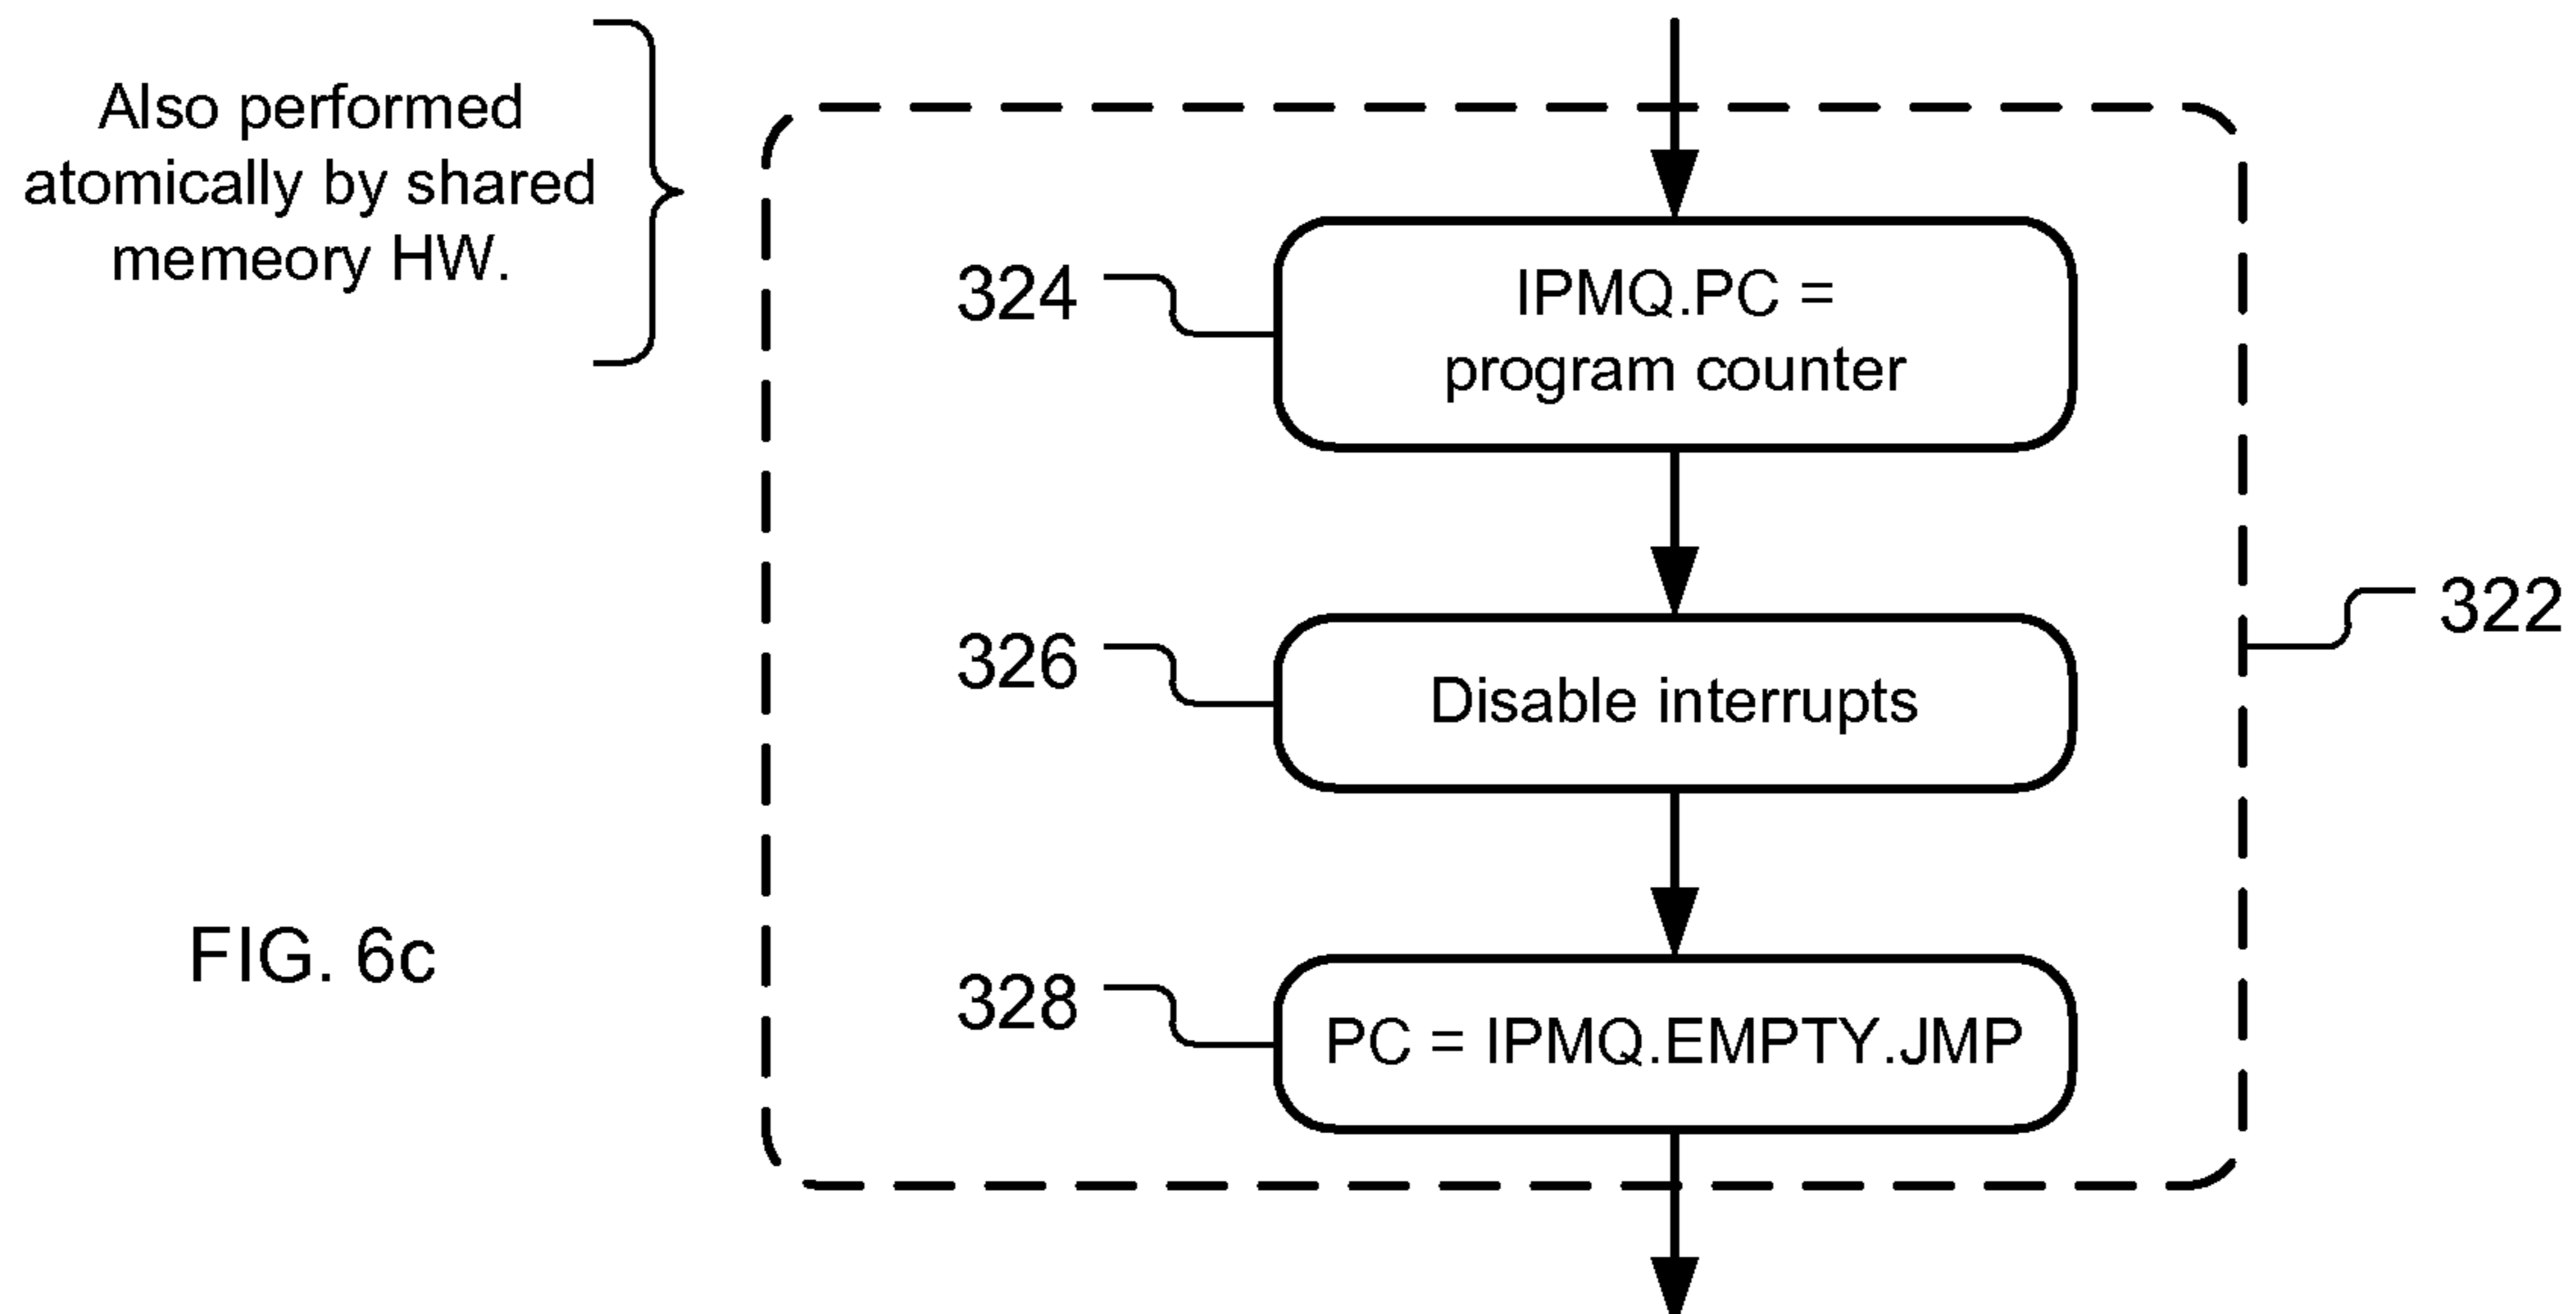 Also performed
atomically by shared
memeory HW.
324
IPMQ.PC =
program counter
326
Disable interrupts
322
328
PC = IPMQ.EMPTY.JMP
FIG. 6c